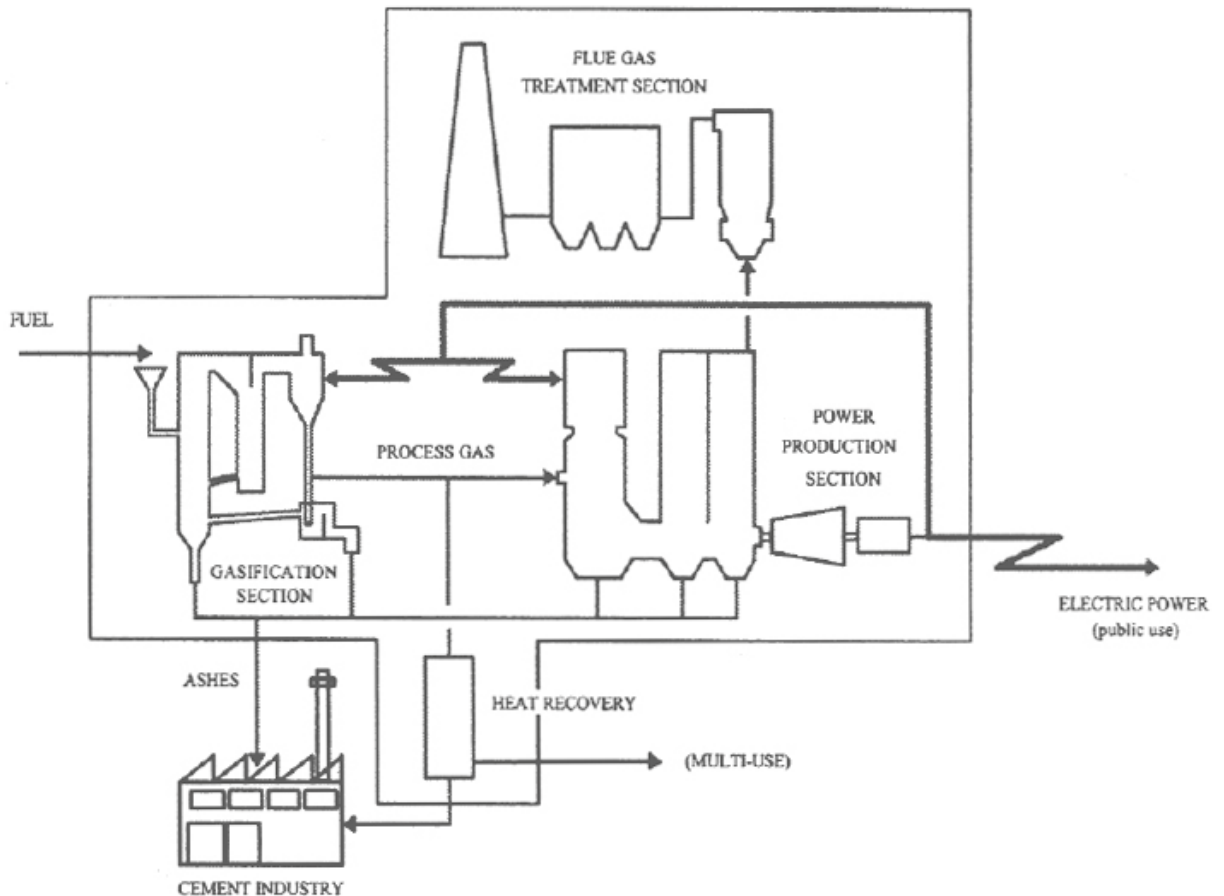 FLUE GAS
TREATMENT SECTION
FUEL
POWER
PRODUCTION
SECTION
PROCESS GAS
GASIFICATION
SECTION
ELECTRIC POWER
(public use)
ASHES
HEAT RECOVERY
(MULTI-USE)
CEMENT INDUSTRY